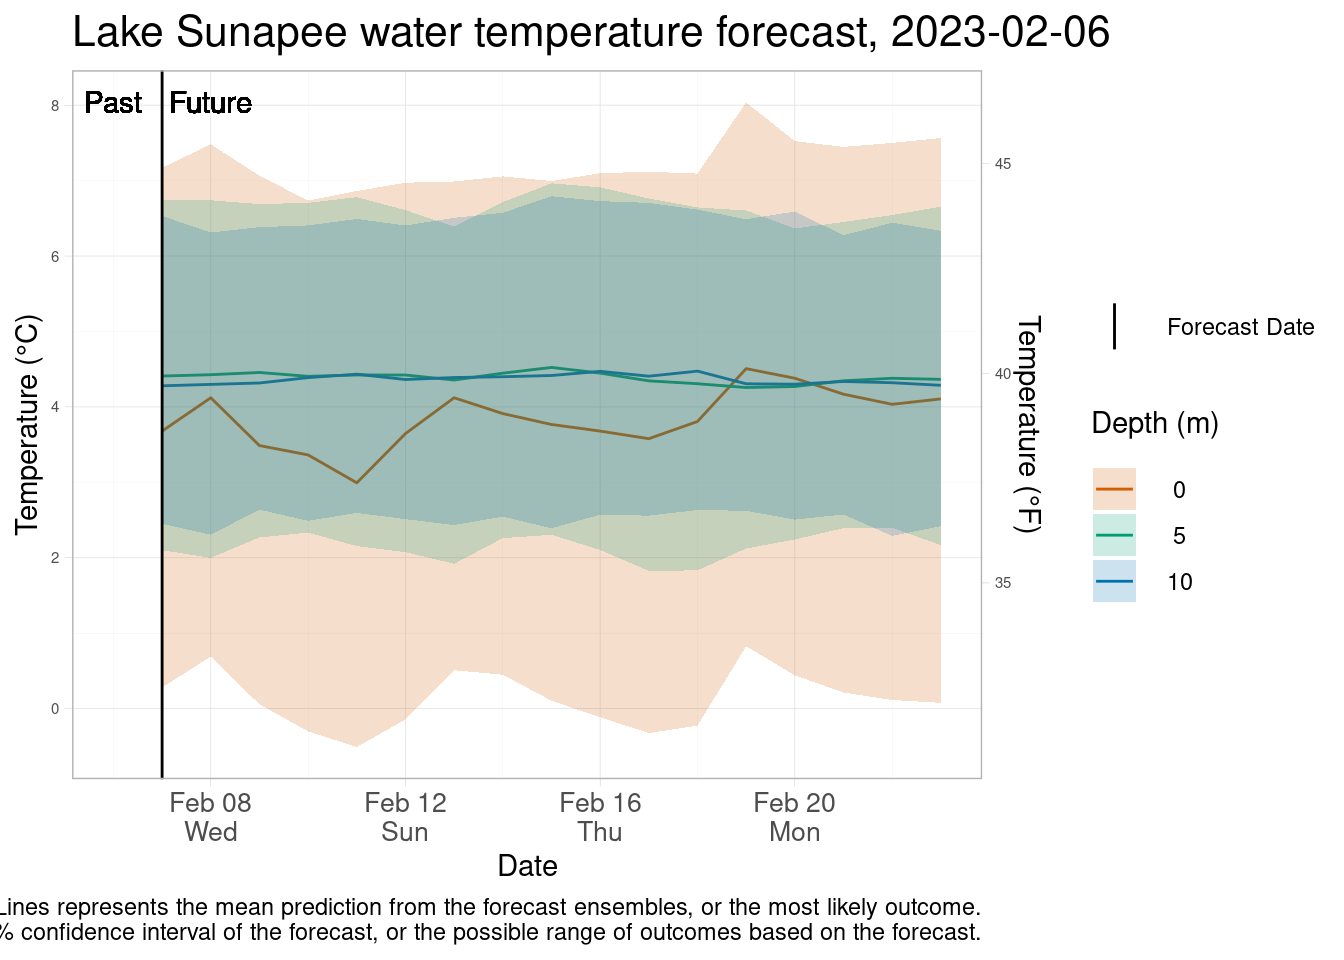 Lake Sunapee water temperature forecast, 2023-02-06
Past
Future
8
6
4
2
0
Temperature (°C)
45
40
35
Temperature (°F)
Feb 08
Wed
Feb 12
Sun
Feb 16
Thu
Feb 20
Mon
Date
Forecast Date
Depth (m)
0
5
10
Lines represents the mean prediction from the forecast ensembles, or the most likely outcome.
% confidence interval of the forecast, or the possible range of outcomes based on the forecast.